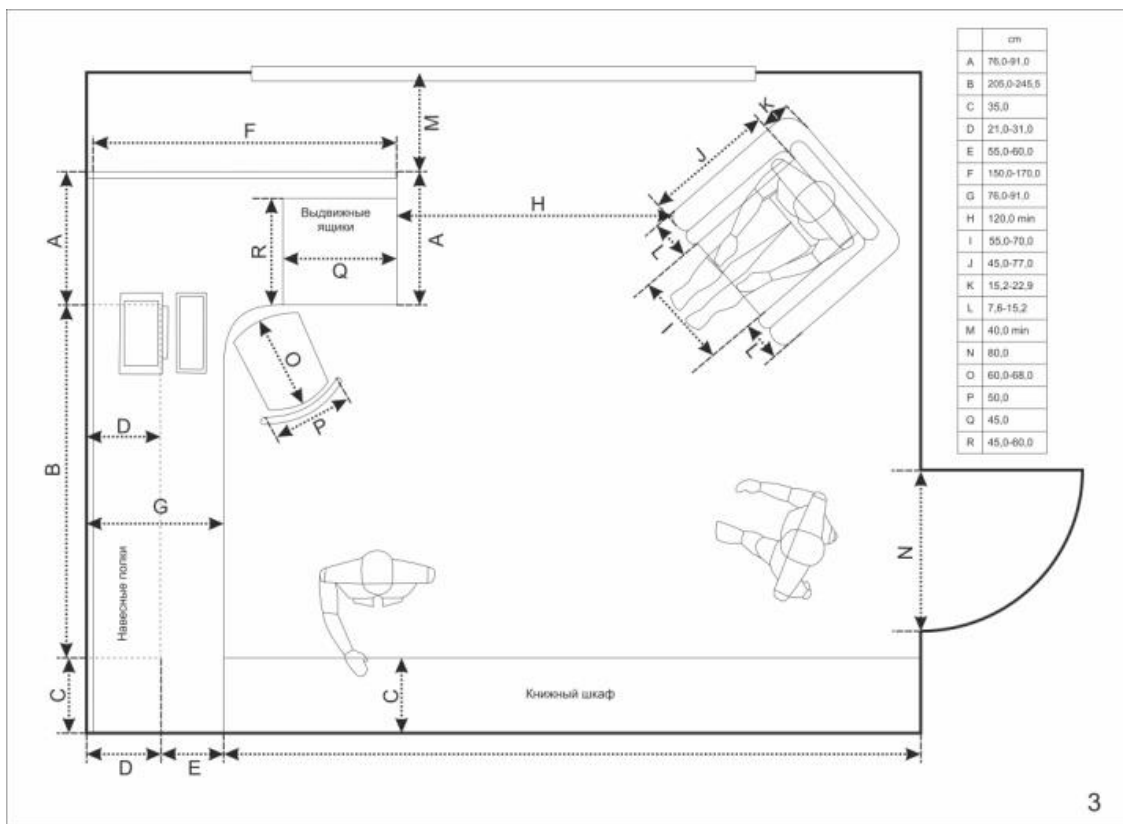 F
M
K
J
A
R
Выдвижные
ящики
Q
A
H
L
I
L
O
P
D
B
G
Навесные полки
N
C
C
Книжный шкаф
D
E
cm
A 76,0-91,0
B 205,0-245,5
C 35,0
D 21,0-31,0
E 55,0-60,0
F 150,0-170,0
G 76,0-91,0
H 120,0 min
I 55,0-70,0
J 45,0-77,0
K 15,2-22,9
L 7,6-15,2
M 40,0 min
N 80,0
O 60,0-68,0
P 50,0
Q 45,0
R 45,0-60,0
3